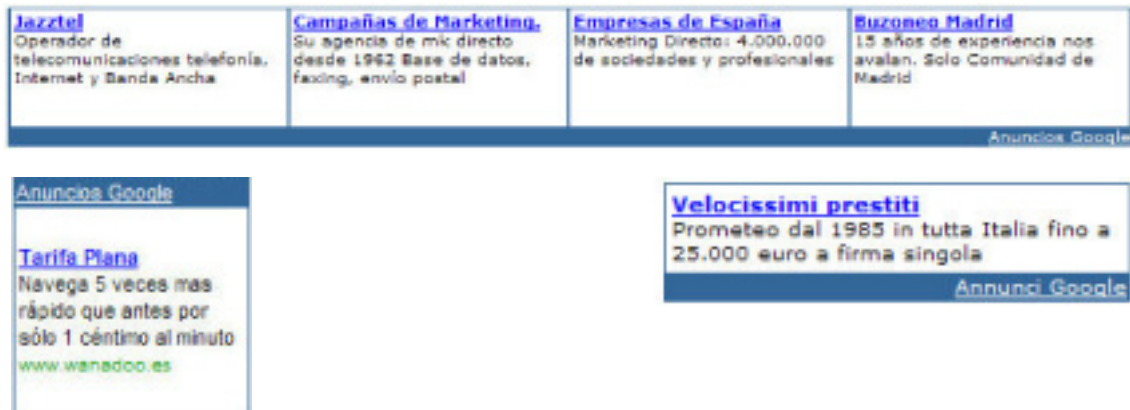 Jazztel
Operador de
telecomunicaciones telefonía,
Internet y Banda Ancha
Campañas de Marketing.
Su agencia de mk directo
desde 1962 Base de datos,
faxing, envío postal
Empresas de España
Marketing Directo: 4.000.000
de sociedades y profesionales
Buzoneo Madrid
15 años de experiencia nos
avalan. Solo Comunidad de
Madrid
Anuncios Google
Anuncios Google
Tarifa Plana
Navega 5 veces mas
rápido que antes por
sólo 1 céntimo al minuto
www.wanadoo.es
Velocissimi prestiti
Prometeo dal 1985 in tutta Italia fino a
25.000 euro a firma singola
Annunci Google